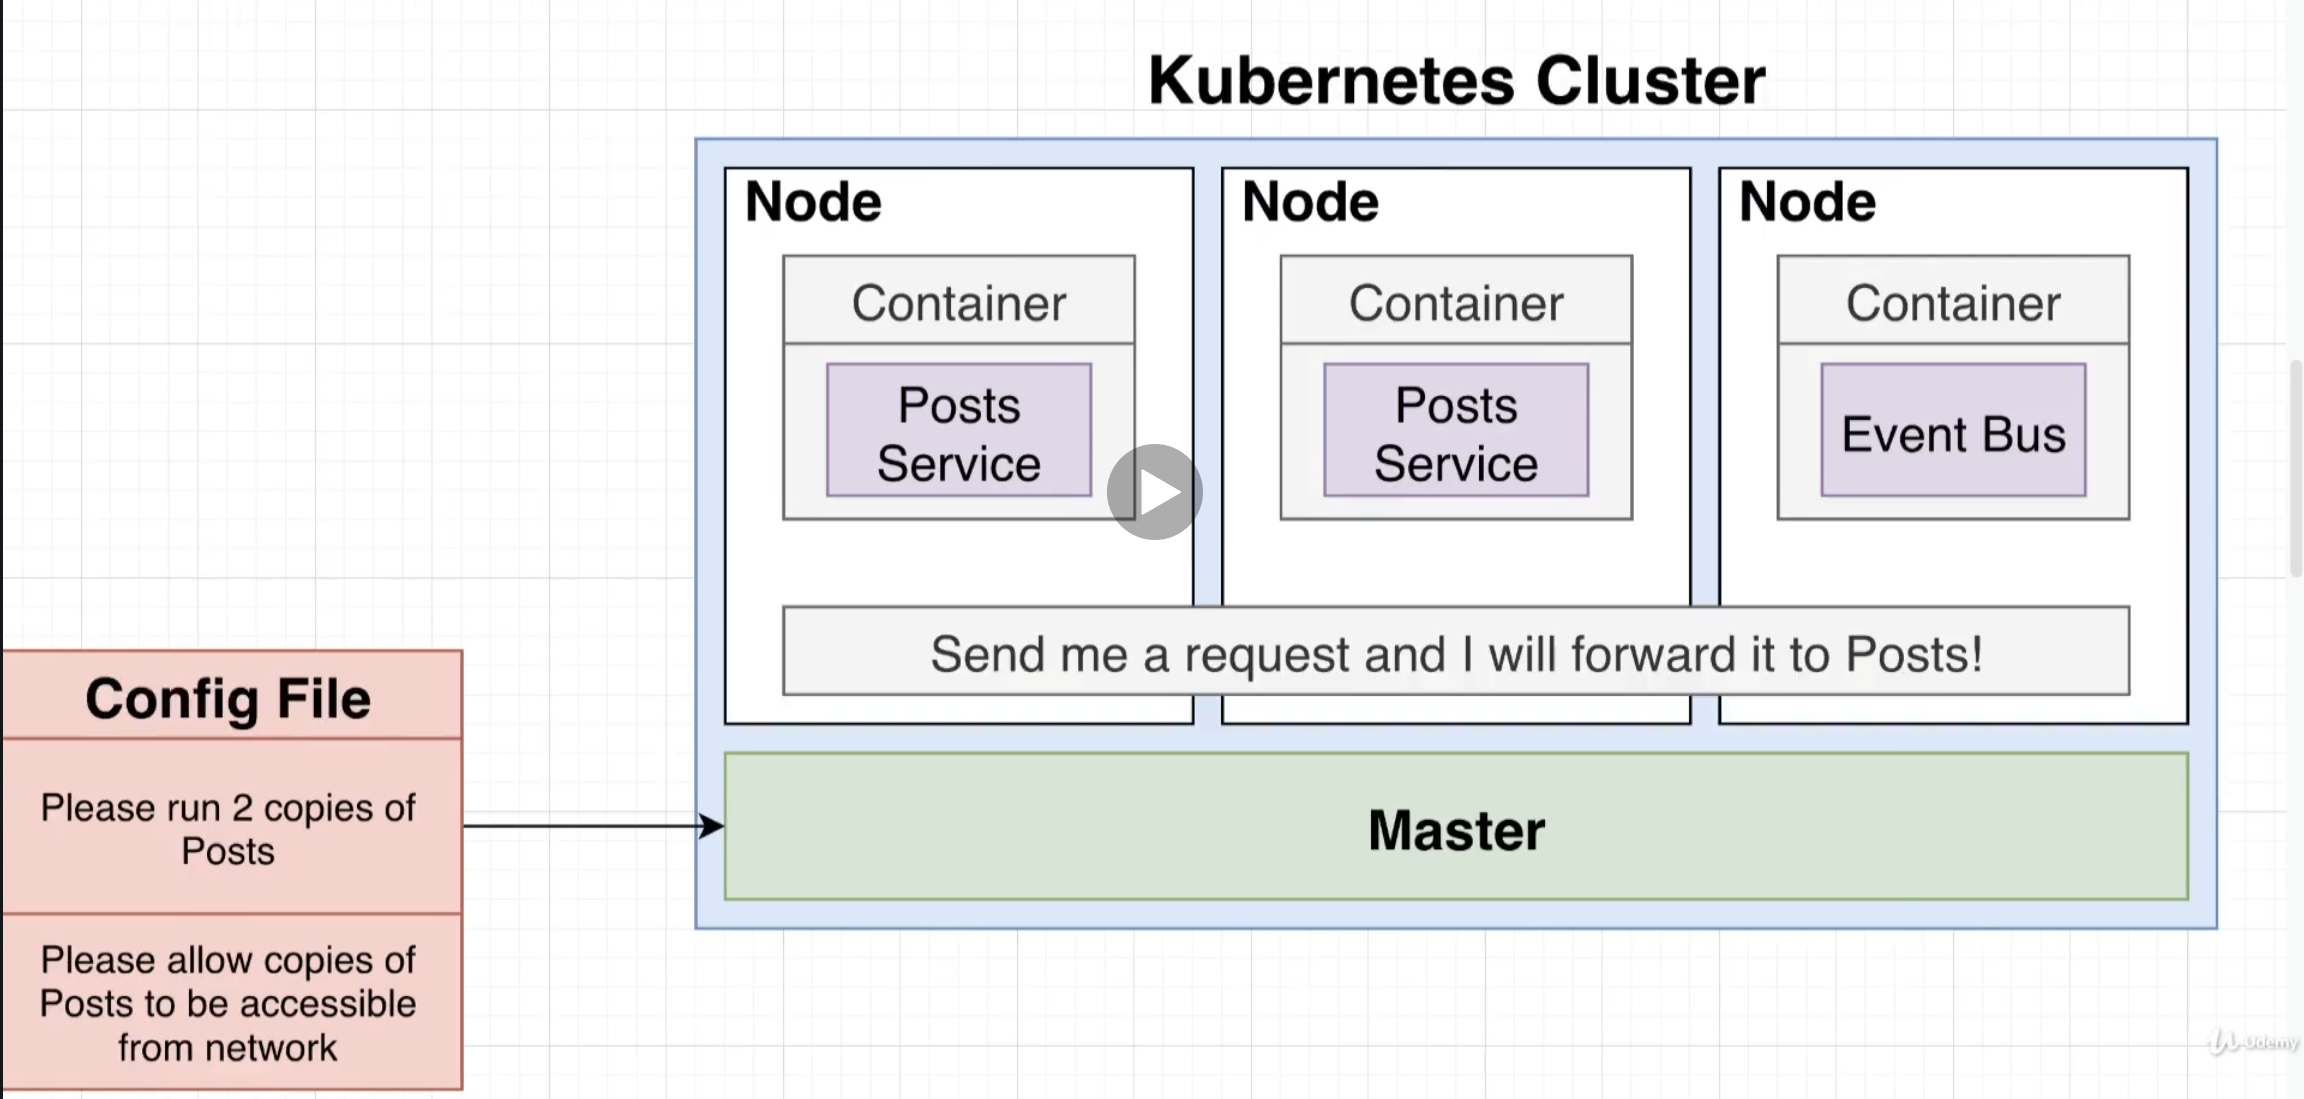 Kubernetes Cluster
Node
Container
Posts
Service
Node
Container
Posts
Service
Node
Container
Event Bus
Send me a request and I will forward it to Posts!
Master
Config File
Please run 2 copies of
Posts
Please allow copies of
Posts to be accessible
from network
Udemy